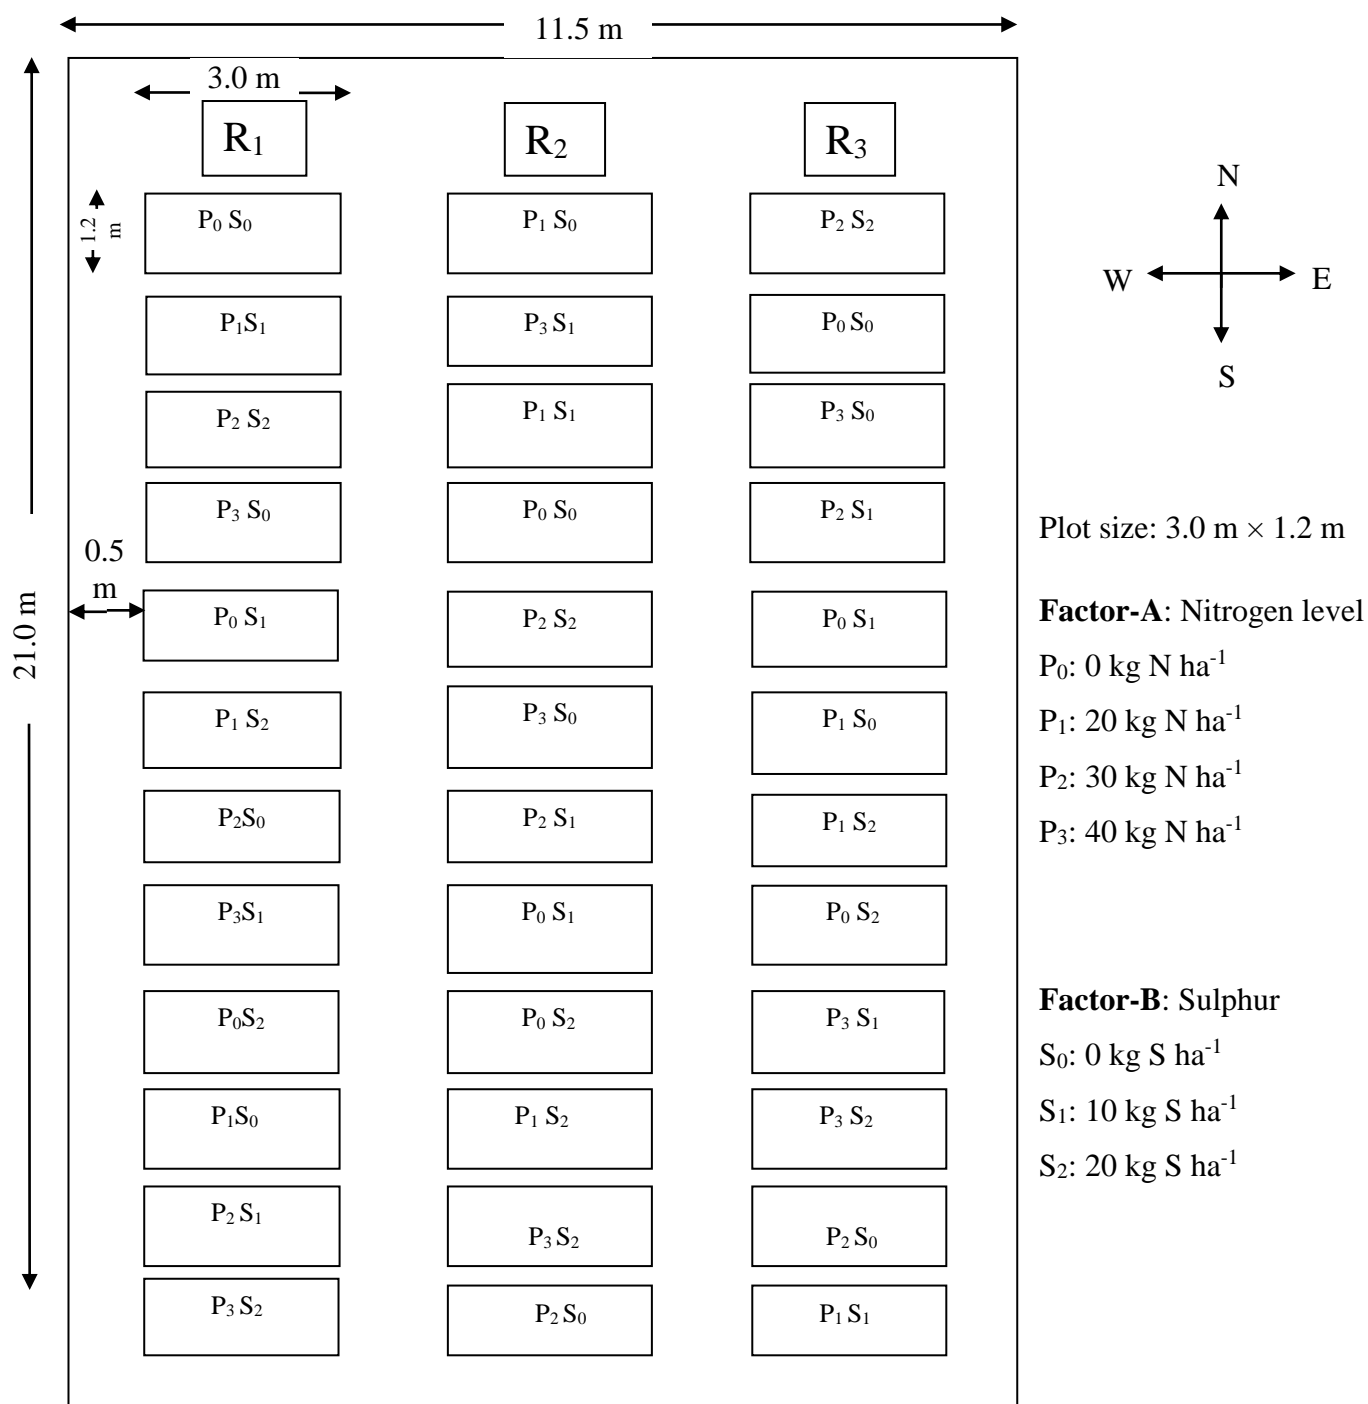 11.5 m
3.0 m
R₁ R₂ R₃
N
1.2 m
P₀ S₀ P₁ S₀ P₂ S₂
W E
P₁S₁ P₃ S₁ P₀ S₀
S
P₂ S₂ P₁ S₁ P₃ S₀
P₃ S₀ P₀ S₀ P₂ S₁
Plot size: 3.0 m × 1.2 m
0.5
m
21.0 m
P₀ S₁ P₂ S₂ P₀ S₁
Factor-A: Nitrogen level
P₀: 0 kg N ha⁻¹
P₁ S₂ P₃ S₀ P₁ S₀
P₁: 20 kg N ha⁻¹
P₂: 30 kg N ha⁻¹
P₂S₀ P₂ S₁ P₁ S₂
P₃: 40 kg N ha⁻¹
P₃S₁ P₀ S₁ P₀ S₂
P₀S₂ P₀ S₂ P₃ S₁
Factor-B: Sulphur
S₀: 0 kg S ha⁻¹
P₁S₀ P₁ S₂ P₃ S₂
S₁: 10 kg S ha⁻¹
S₂: 20 kg S ha⁻¹
P₂ S₁ P₃ S₂ P₂ S₀
P₃ S₂ P₂ S₀ P₁ S₁